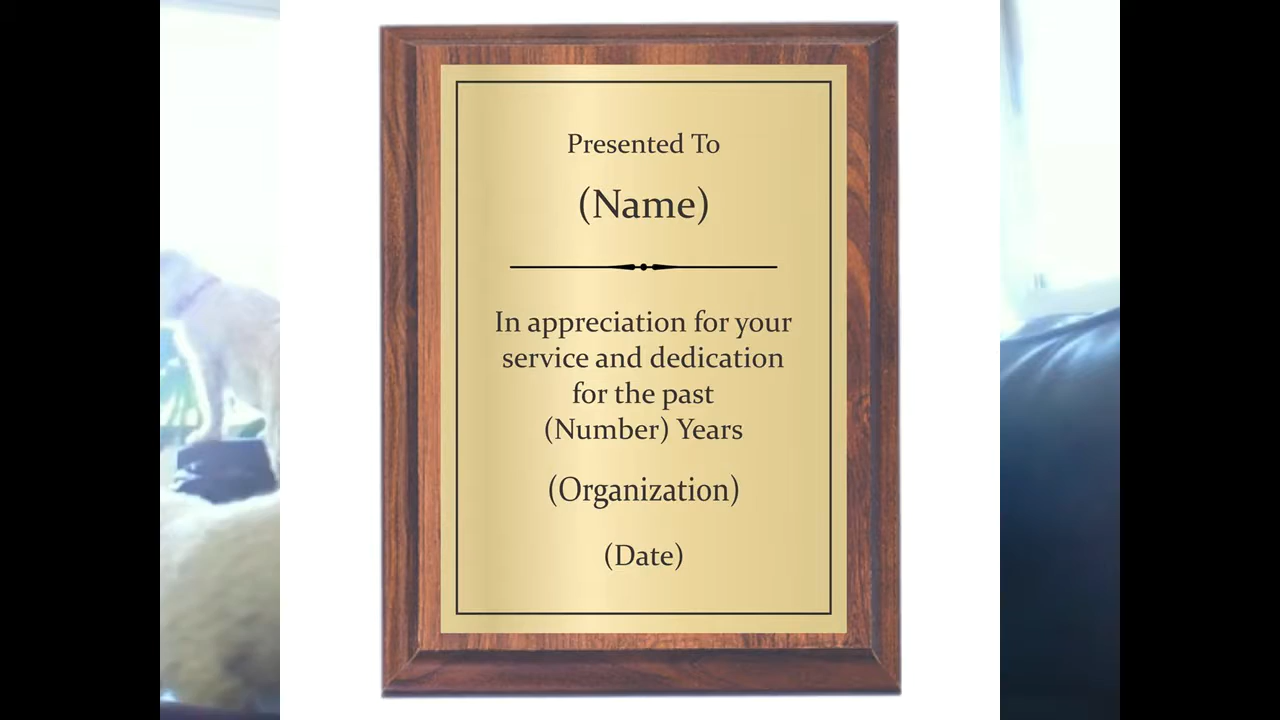 Presented To
(Name)
In appreciation for your
service and dedication
for the past
(Number) Years
(Organization)
(Date)